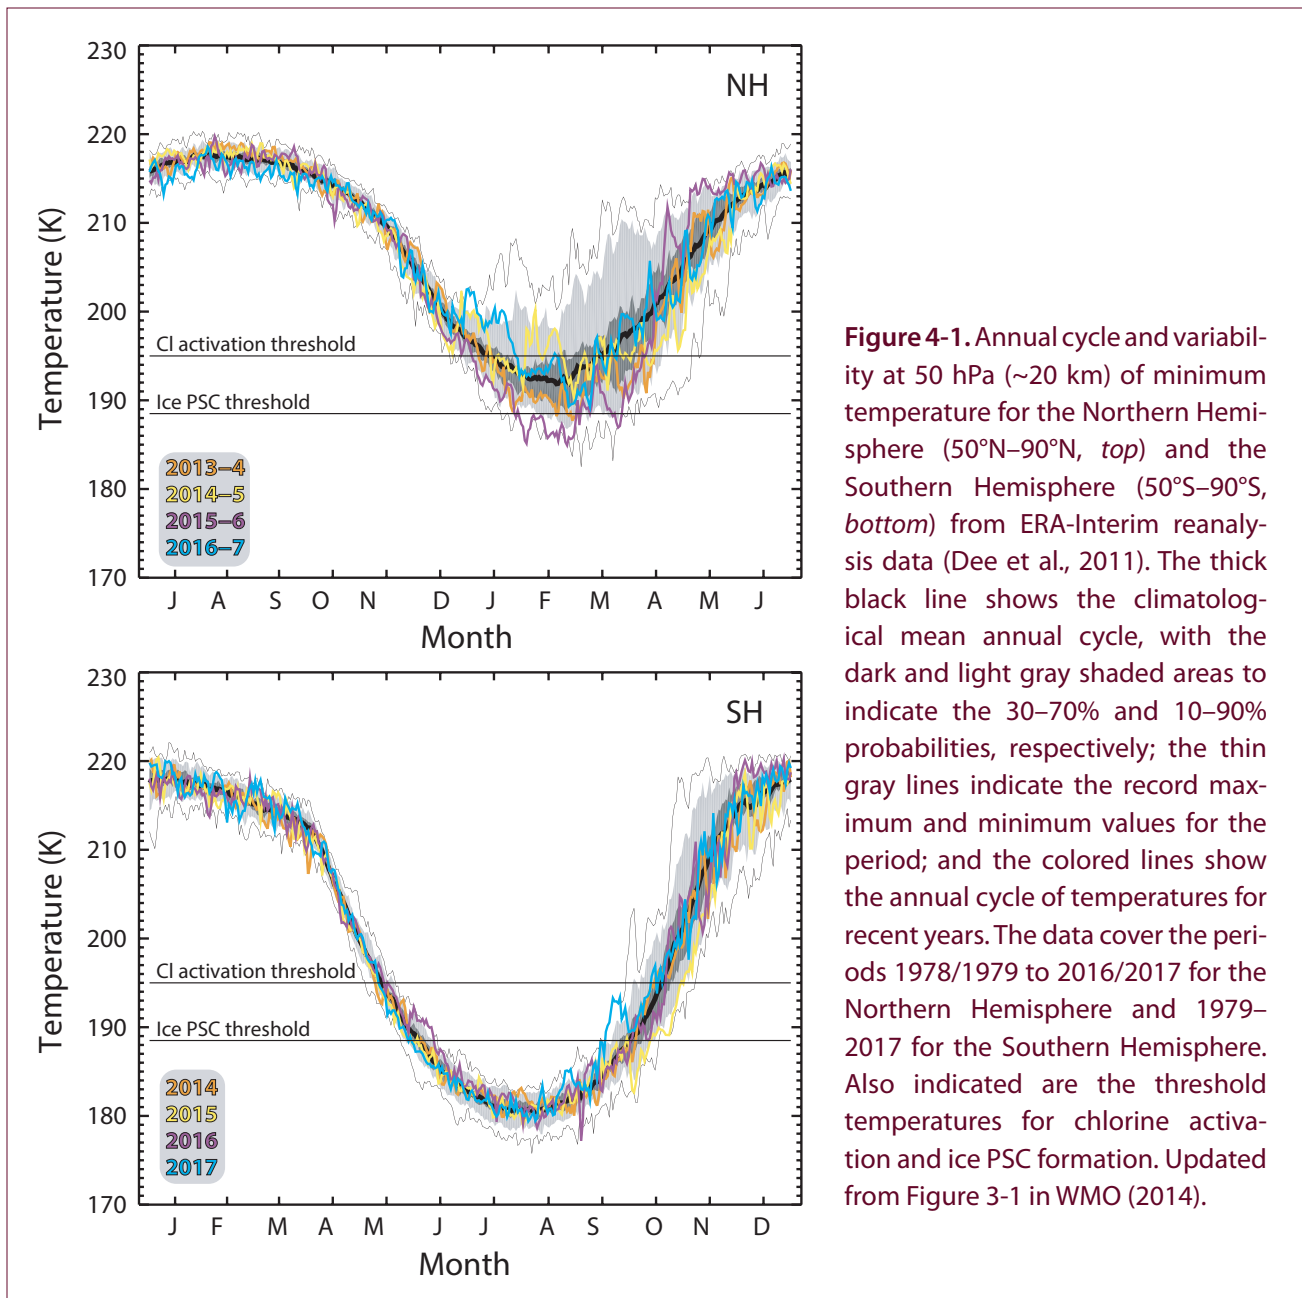 230
220
210
200
190
180
170
Temperature (K)
NH
Cl activation threshold
Ice PSC threshold
2013–4
2014–5
2015–6
2016–7
J A S O N D J F M A M J
Month
230
220
210
200
190
180
170
Temperature (K)
SH
Cl activation threshold
Ice PSC threshold
2014
2015
2016
2017
J F M A M J J A S O N D
Month
Figure 4-1. Annual cycle and variabil-
ity at 50 hPa (~20 km) of minimum
temperature for the Northern Hemi-
sphere (50°N–90°N, top) and the
Southern Hemisphere (50°S–90°S,
bottom) from ERA-Interim reanaly-
sis data (Dee et al., 2011). The thick
black line shows the climatolog-
ical mean annual cycle, with the
dark and light gray shaded areas to
indicate the 30–70% and 10–90%
probabilities, respectively; the thin
gray lines indicate the record max-
imum and minimum values for the
period; and the colored lines show
the annual cycle of temperatures for
recent years. The data cover the peri-
ods 1978/1979 to 2016/2017 for the
Northern Hemisphere and 1979–
2017 for the Southern Hemisphere.
Also indicated are the threshold
temperatures for chlorine activa-
tion and ice PSC formation. Updated
from Figure 3-1 in WMO (2014).